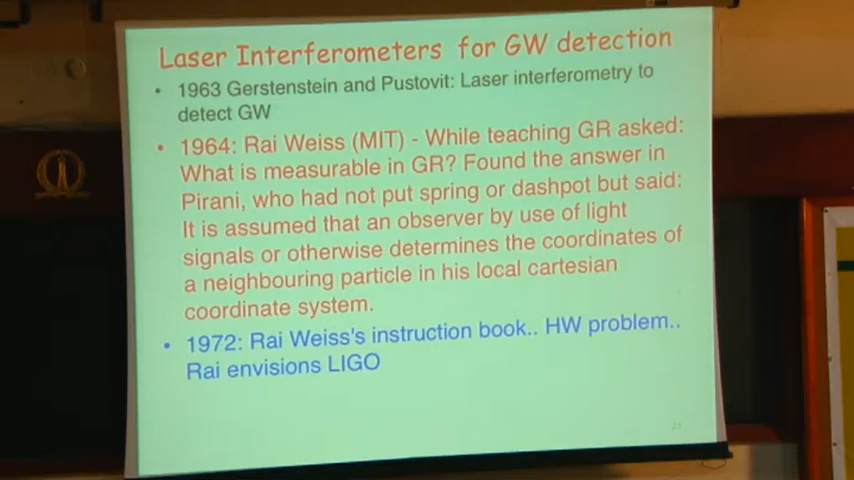 Laser Interferometers for GW detection
• 1963 Gerstenstein and Pustovit: Laser interferometry to
detect GW
• 1964: Rai Weiss (MIT) - While teaching GR asked:
What is measurable in GR? Found the answer in
Pirani, who had not put spring or dashpot but said:
It is assumed that an observer by use of light
signals or otherwise determines the coordinates of
a neighbouring particle in his local cartesian
coordinate system.
• 1972: Rai Weiss's instruction book.. HW problem..
Rai envisions LIGO